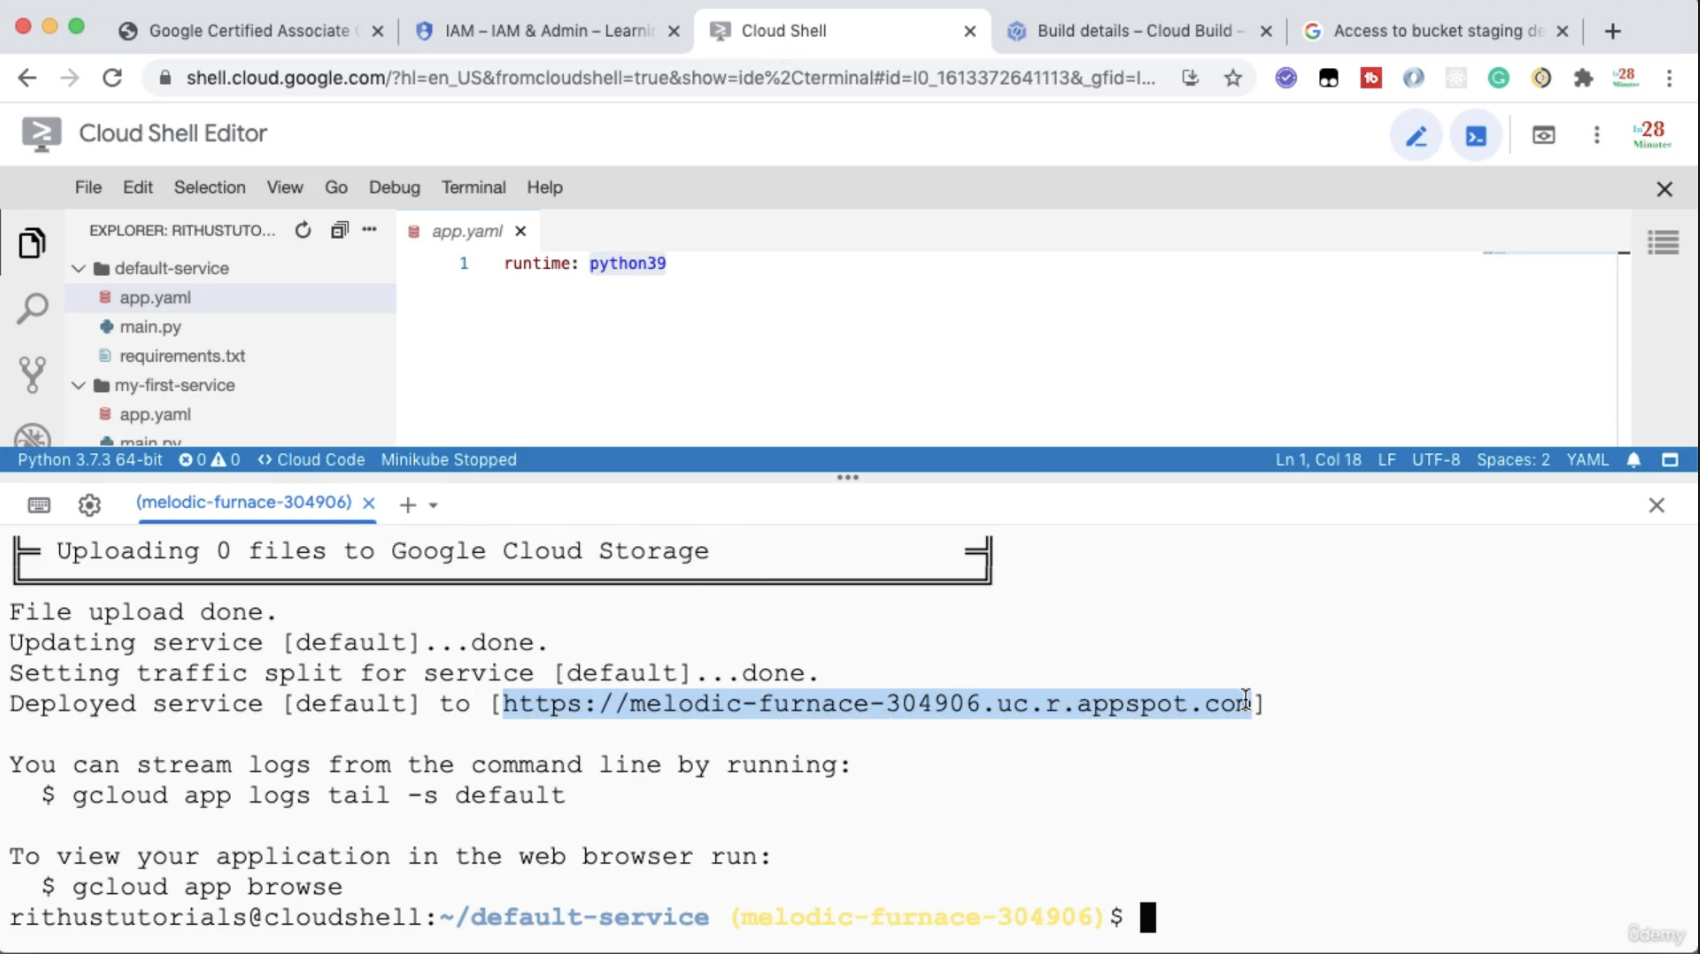 Google Certified Associate
IAM – IAM & Admin – Learnin
Cloud Shell
Build details – Cloud Build –
Access to bucket staging de
shell.cloud.google.com/?hl=en_US&fromcloudshell=true&show=ide%2Cterminal#id=I0_1613372641113&_gfid=I...
Cloud Shell Editor
in28
Minutes
File Edit Selection View Go Debug Terminal Help
EXPLORER: RITHUSTUTO...
app.yaml
default-service
1 runtime: python39
app.yaml
main.py
requirements.txt
my-first-service
app.yaml
main.py
Python 3.7.3 64-bit 0 0 Cloud Code Minikube Stopped
Ln 1, Col 18 LF UTF-8 Spaces: 2 YAML
(melodic-furnace-304906)
Uploading 0 files to Google Cloud Storage
File upload done.
Updating service [default]...done.
Setting traffic split for service [default]...done.
Deployed service [default] to [https://melodic-furnace-304906.uc.r.appspot.com]
You can stream logs from the command line by running:
$ gcloud app logs tail -s default
To view your application in the web browser run:
$ gcloud app browse
rithustutorials@cloudshell:~/default-service (melodic-furnace-304906)$
ûdemy